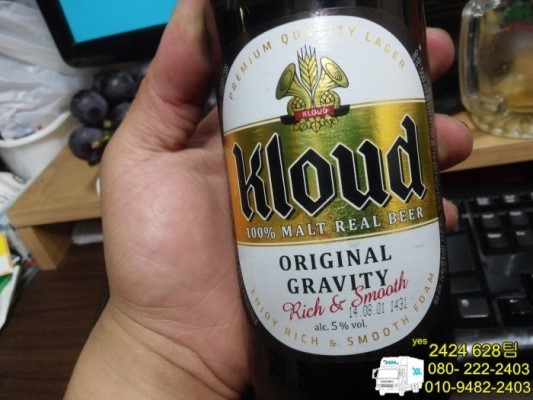 PREMIUM QUALITY LAGER
KLOUD
Kloud
100% MALT REAL BEER
ORIGINAL
GRAVITY
Rich & Smooth
14.08.01 1431
alc. 5% vol.
ENJOY RICH & SMOOTH FOAM
yes 2424 628팀
080- 222-2403
010-9482-2403